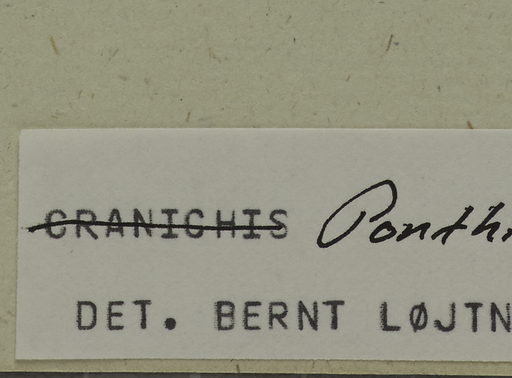 CRANICHIS Ponth
DET. BERNT LØJTN